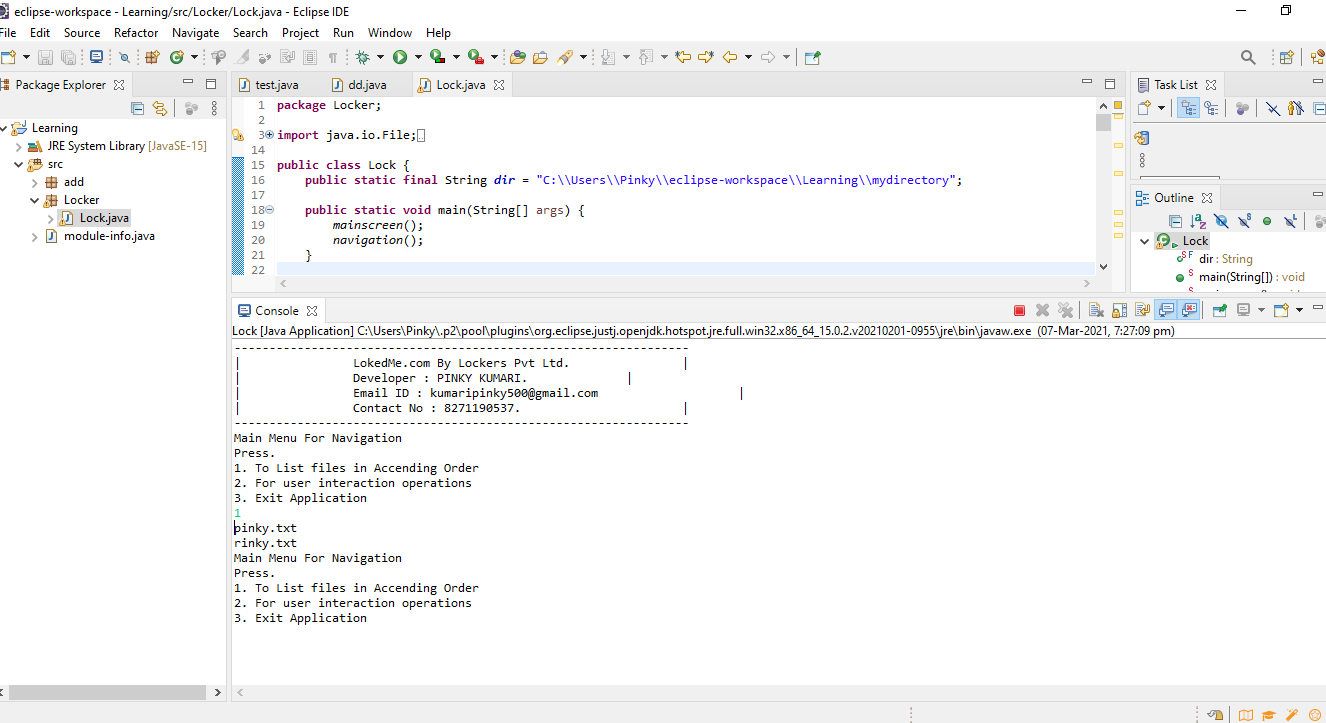 eclipse-workspace - Learning/src/Locker/Lock.java - Eclipse IDE
File Edit Source Refactor Navigate Search Project Run Window Help
Package Explorer
Learning
JRE System Library [JavaSE-15]
src
add
Locker
Lock.java
module-info.java
test.java dd.java Lock.java
1 package Locker;
2
3 import java.io.File;
14
15 public class Lock {
16 public static final String dir = "C:\\Users\\Pinky\\eclipse-workspace\\Learning\\mydirectory";
17
18 public static void main(String[] args) {
19 mainscreen();
20 navigation();
21 }
22
Task List
Outline
Lock
dir : String
main(String[]) : void
Console
Lock [Java Application] C:\Users\Pinky\.p2\pool\plugins\org.eclipse.justj.openjdk.hotspot.jre.full.win32.x86_64_15.0.2.v20210201-0955\jre\bin\javaw.exe (07-Mar-2021, 7:27:09 pm)
-----------------------------------------------------------------
| LokedMe.com By Lockers Pvt Ltd. |
| Developer : PINKY KUMARI. |
| Email ID : kumaripinky500@gmail.com |
| Contact No : 8271190537. |
-----------------------------------------------------------------
Main Menu For Navigation
Press.
1. To List files in Accending Order
2. For user interaction operations
3. Exit Application
1
pinky.txt
rinky.txt
Main Menu For Navigation
Press.
1. To List files in Accending Order
2. For user interaction operations
3. Exit Application